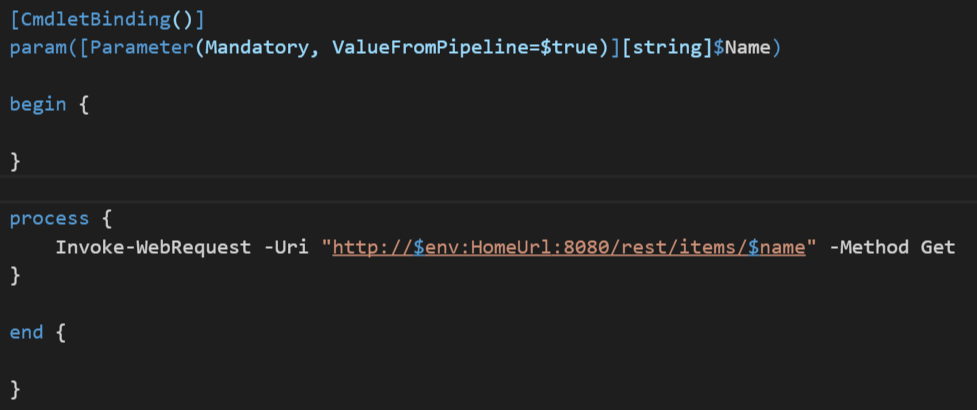 [CmdletBinding()]
param([Parameter(Mandatory, ValueFromPipeline=$true)][string]$Name)
begin {
}
process {
    Invoke-WebRequest -Uri "http://$env:HomeUrl:8080/rest/items/$name" -Method Get
}
end {
}